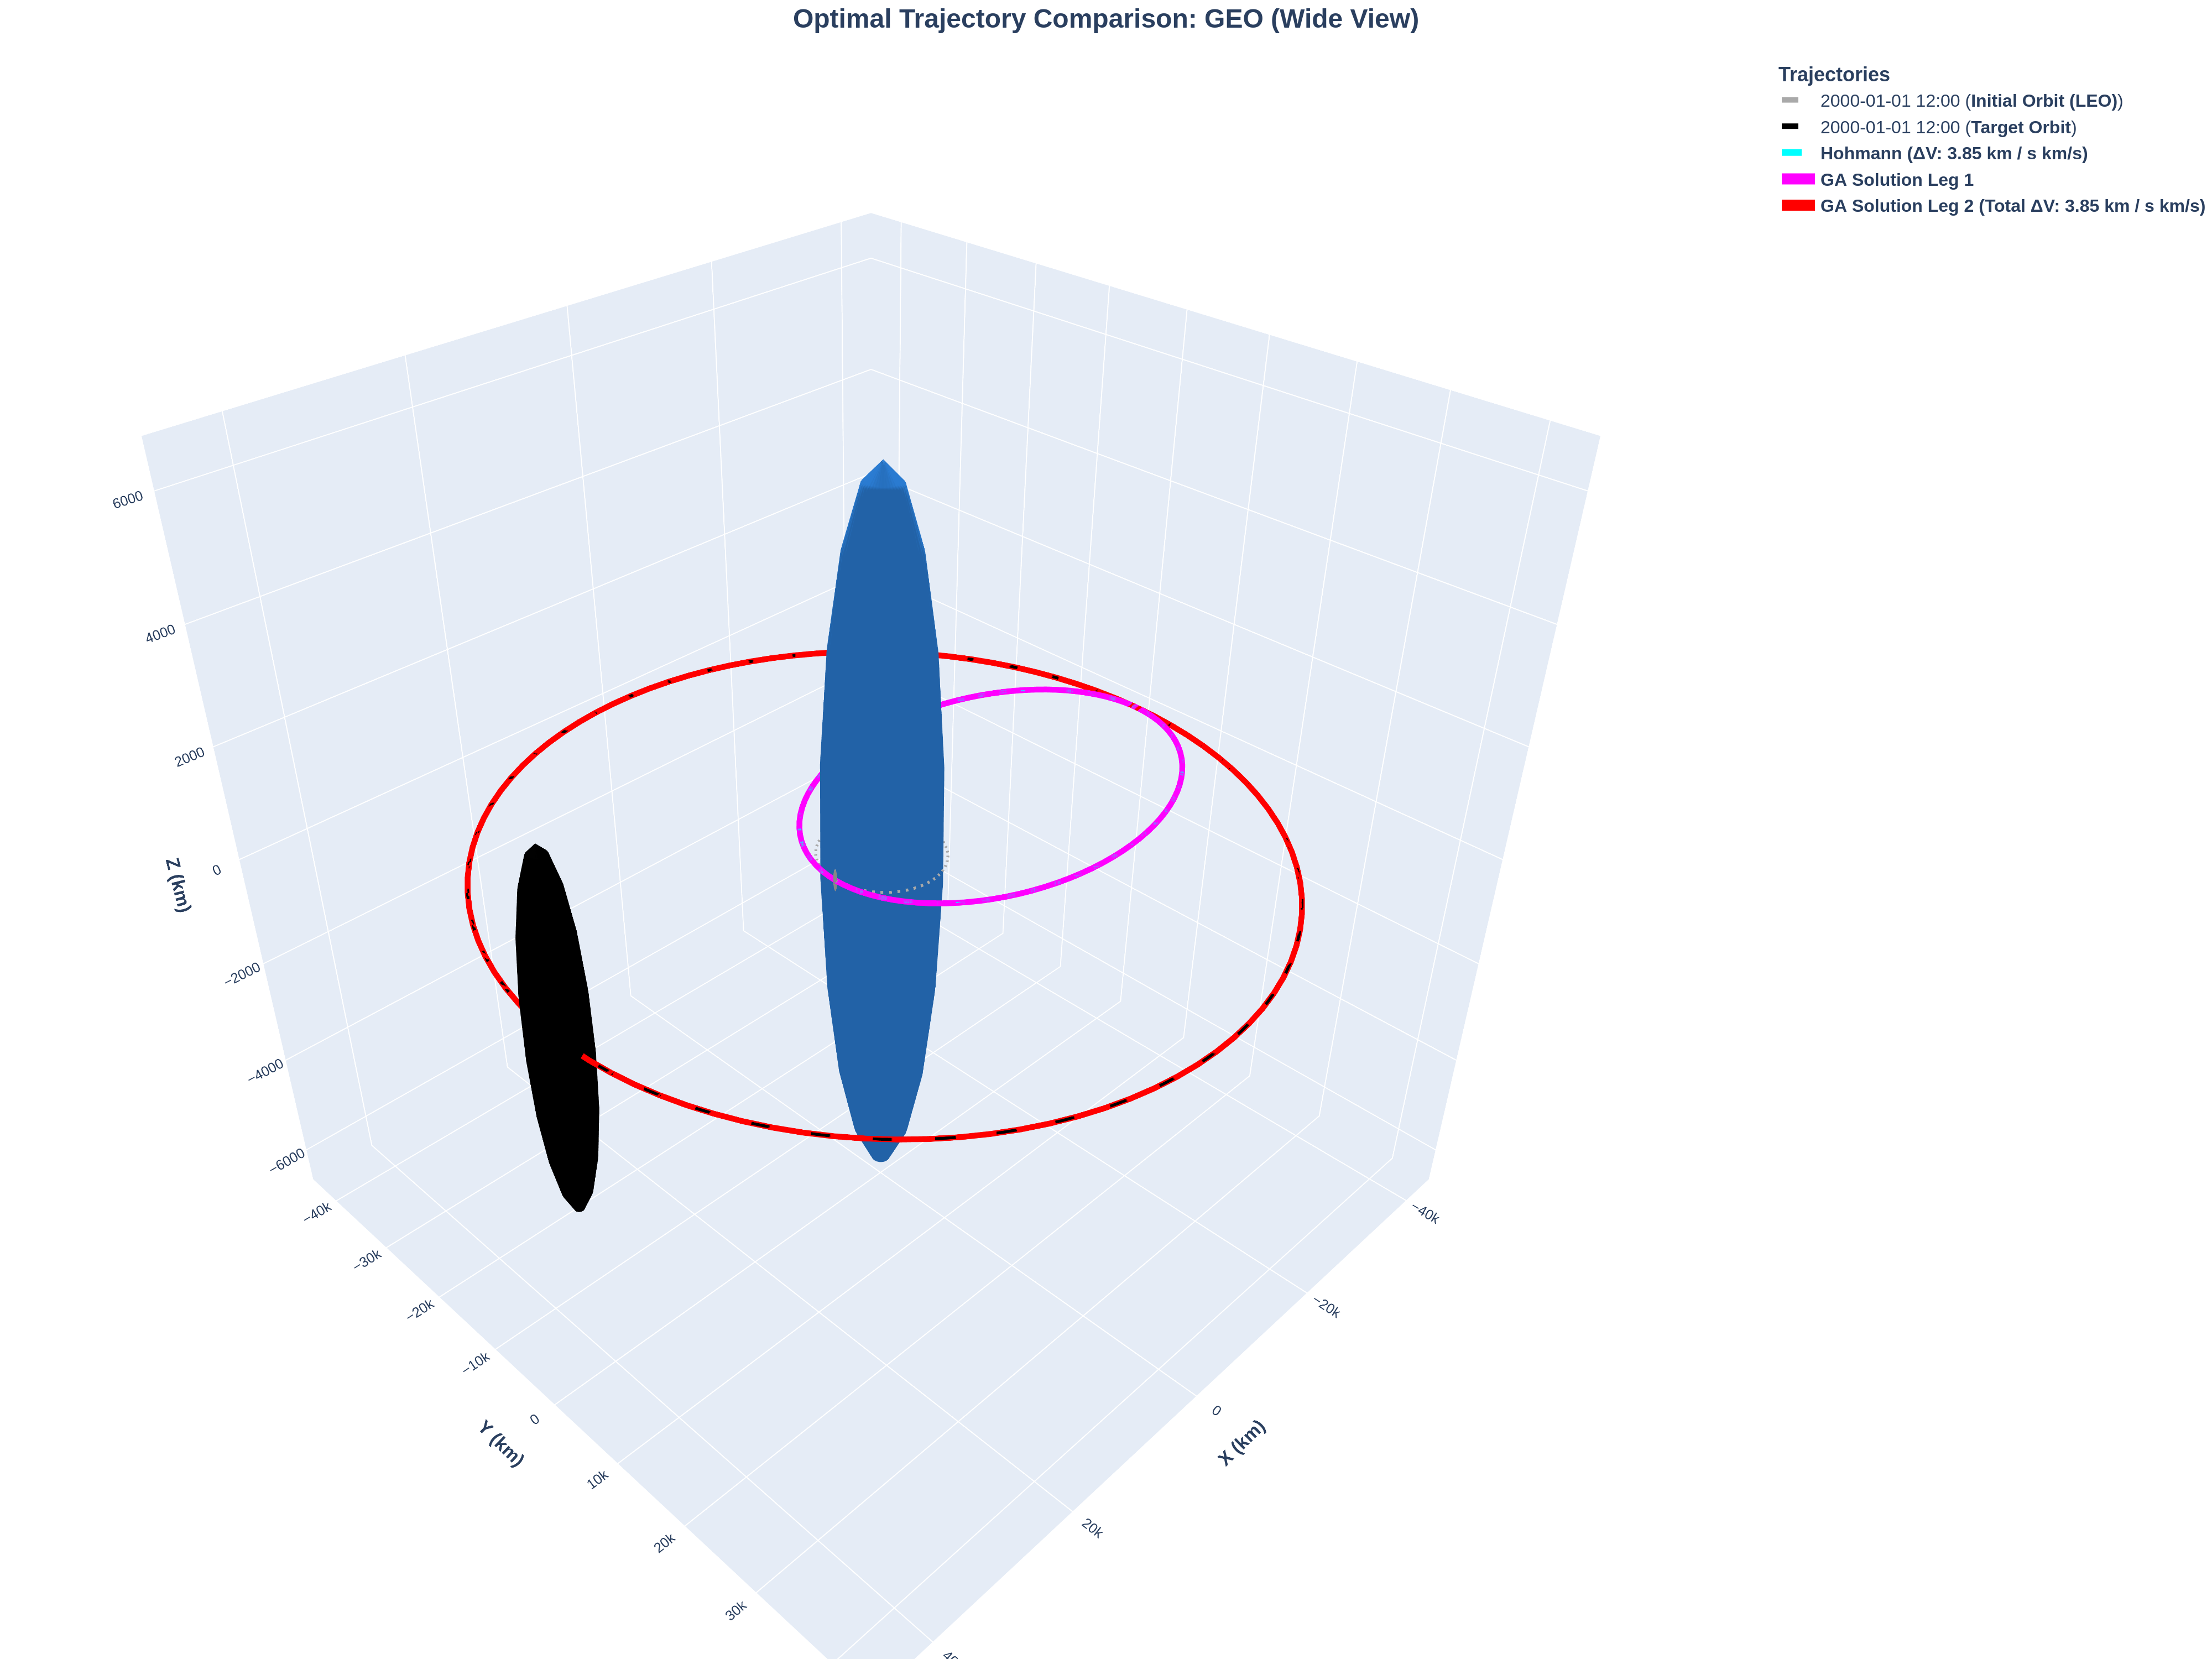 Optimal Trajectory Comparison: GEO (Wide View)
Trajectories
2000-01-01 12:00 (Initial Orbit (LEO))
2000-01-01 12:00 (Target Orbit)
Hohmann (ΔV: 3.85 km / s km/s)
GA Solution Leg 1
GA Solution Leg 2 (Total ΔV: 3.85 km / s km/s)
6000
4000
2000
0
−2000
−4000
−6000
Z (km)
−40k
−30k
−20k
−10k
0
10k
20k
30k
Y (km)
−40k
−20k
0
20k
X (km)